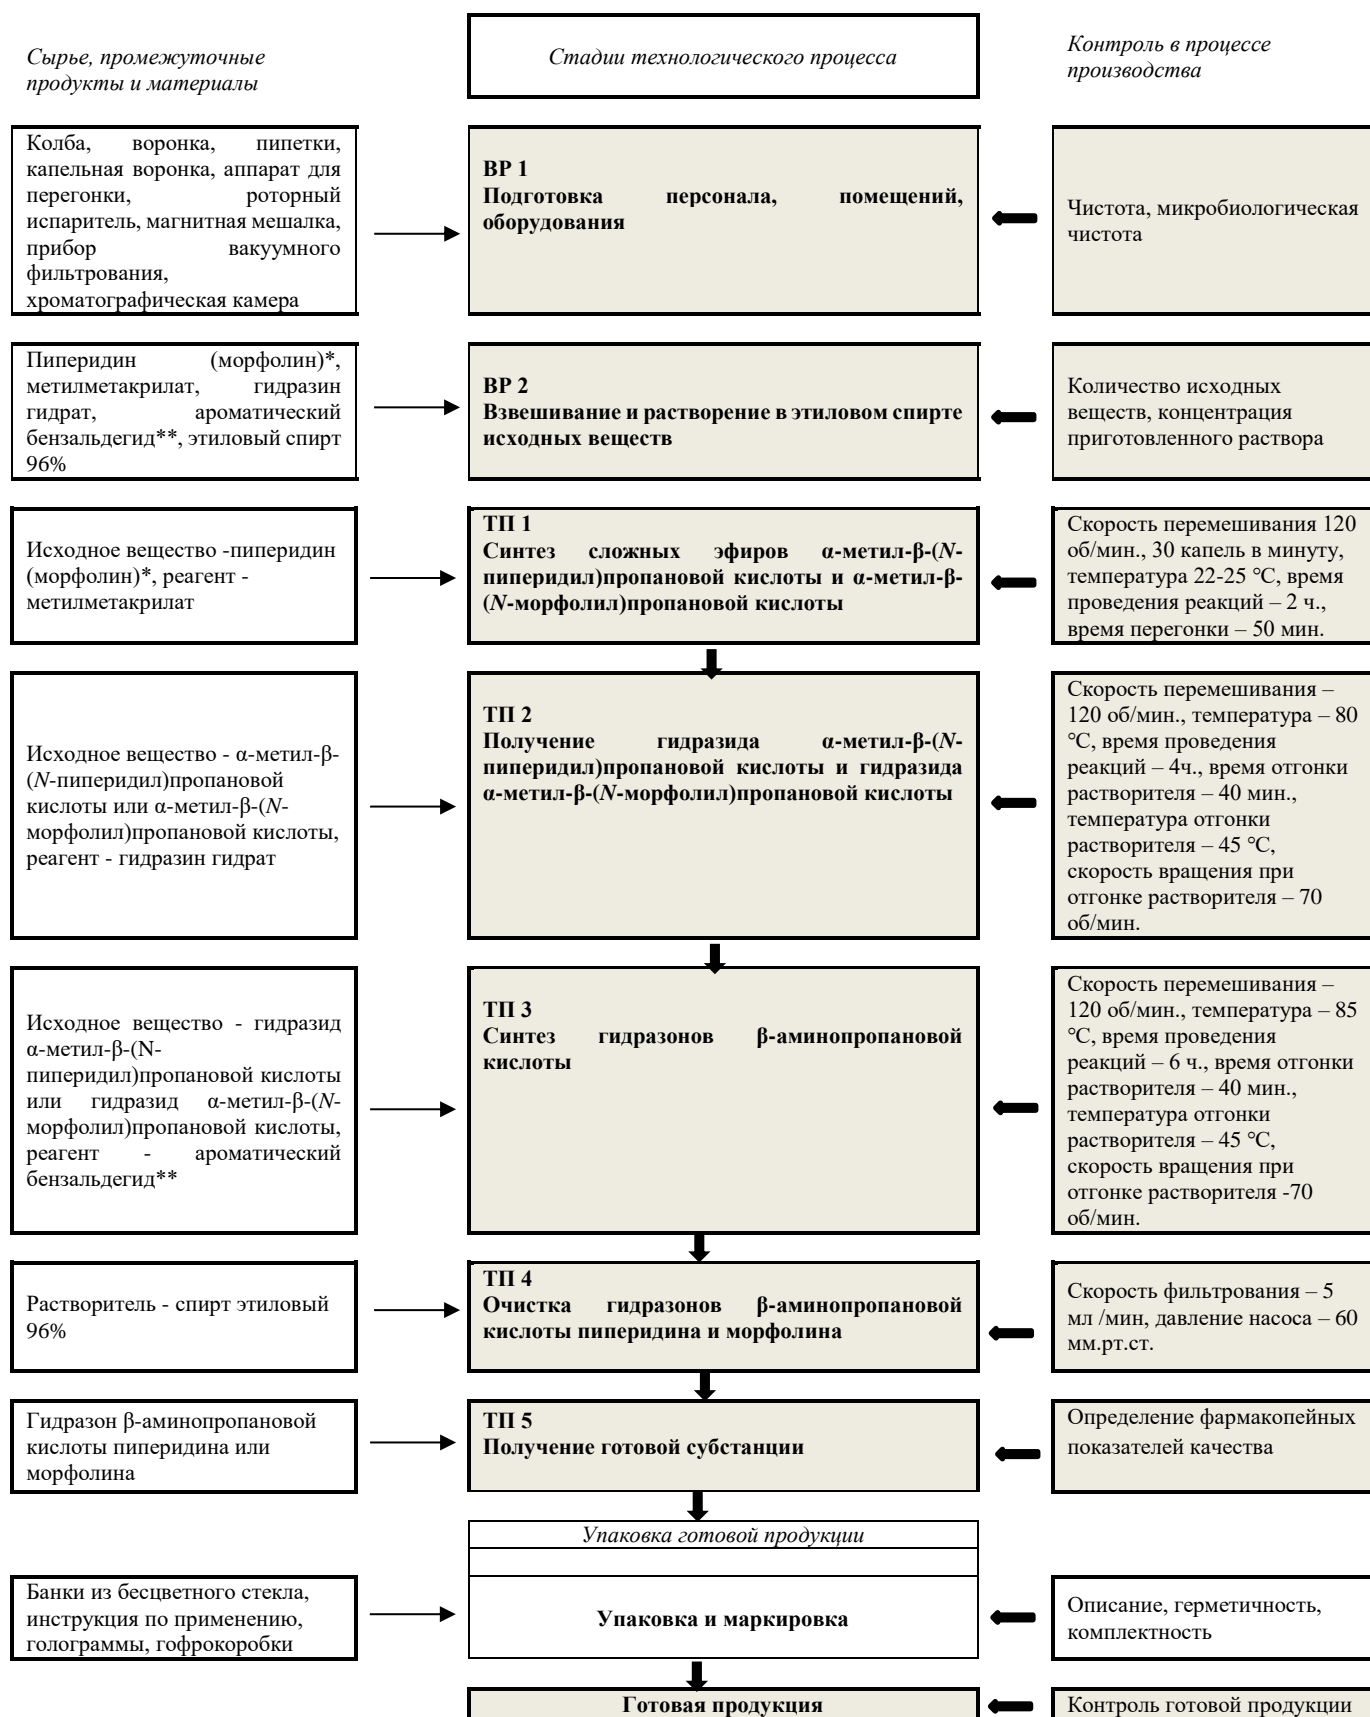 Сырье, промежуточные
продукты и материалы
Стадии технологического процесса
Контроль в процессе
производства
Колба, воронка, пипетки,
капельная воронка, аппарат для
перегонки, роторный
испаритель, магнитная мешалка,
прибор вакуумного
фильтрования,
хроматографическая камера
ВР 1
Подготовка персонала, помещений,
оборудования
Чистота, микробиологическая
чистота
Пиперидин (морфолин)*,
метилметакрилат, гидразин
гидрат, ароматический
бензальдегид**, этиловый спирт
96%
ВР 2
Взвешивание и растворение в этиловом спирте
исходных веществ
Количество исходных
веществ, концентрация
приготовленного раствора
Исходное вещество -пиперидин
(морфолин)*, реагент -
метилметакрилат
ТП 1
Синтез сложных эфиров α-метил-β-(N-
пиперидил)пропановой кислоты и α-метил-β-
(N-морфолил)пропановой кислоты
Скорость перемешивания 120
об/мин., 30 капель в минуту,
температура 22-25 °С, время
проведения реакций – 2 ч.,
время перегонки – 50 мин.
Исходное вещество - α-метил-β-
(N-пиперидил)пропановой
кислоты или α-метил-β-(N-
морфолил)пропановой кислоты,
реагент - гидразин гидрат
ТП 2
Получение гидразида α-метил-β-(N-
пиперидил)пропановой кислоты и гидразида
α-метил-β-(N-морфолил)пропановой кислоты
Скорость перемешивания –
120 об/мин., температура – 80
°С, время проведения
реакций – 4ч., время отгонки
растворителя – 40 мин.,
температура отгонки
растворителя – 45 °С,
скорость вращения при
отгонке растворителя – 70
об/мин.
Исходное вещество - гидразид
α-метил-β-(N-
пиперидил)пропановой кислоты
или гидразид α-метил-β-(N-
морфолил)пропановой кислоты,
реагент - ароматический
бензальдегид**
ТП 3
Синтез гидразонов β-аминопропановой
кислоты
Скорость перемешивания –
120 об/мин., температура – 85
°С, время проведения
реакций – 6 ч., время отгонки
растворителя – 40 мин.,
температура отгонки
растворителя – 45 °С,
скорость вращения при
отгонке растворителя -70
об/мин.
Растворитель - спирт этиловый
96%
ТП 4
Очистка гидразонов β-аминопропановой
кислоты пиперидина и морфолина
Скорость фильтрования – 5
мл /мин, давление насоса – 60
мм.рт.ст.
Гидразон β-аминопропановой
кислоты пиперидина или
морфолина
ТП 5
Получение готовой субстанции
Определение фармакопейных
показателей качества
Упаковка готовой продукции
Банки из бесцветного стекла,
инструкция по применению,
голограммы, гофрокоробки
Упаковка и маркировка
Описание, герметичность,
комплектность
Готовая продукция
Контроль готовой продукции